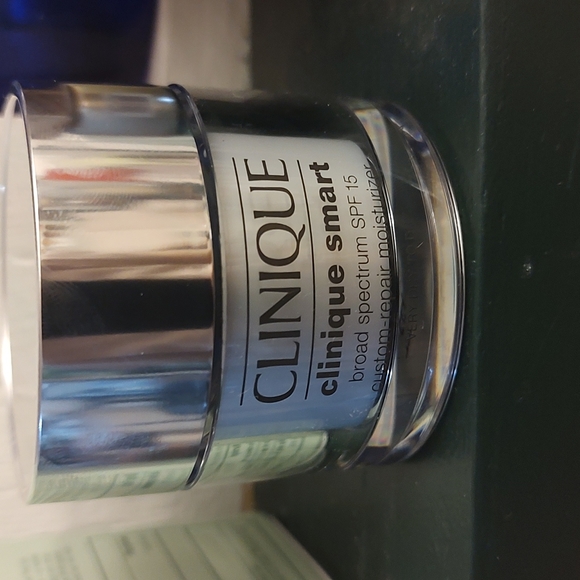 CLINIQUE
clinique smart
broad spectrum SPF 15
custom-repair moisturizer